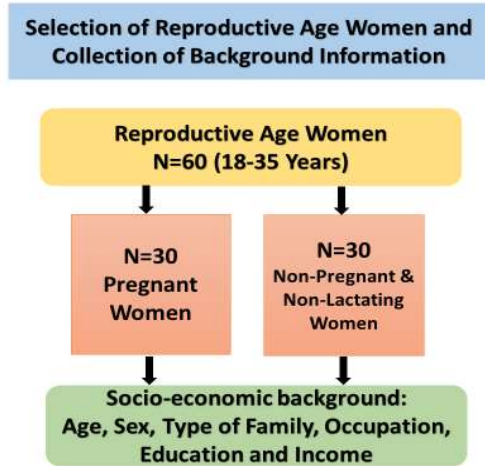 Selection of Reproductive Age Women and
Collection of Background Information
Reproductive Age Women
N=60 (18-35 Years)
N=30
Pregnant
Women
N=30
Non-Pregnant &
Non-Lactating
Women
Socio-economic background:
Age, Sex, Type of Family, Occupation,
Education and Income